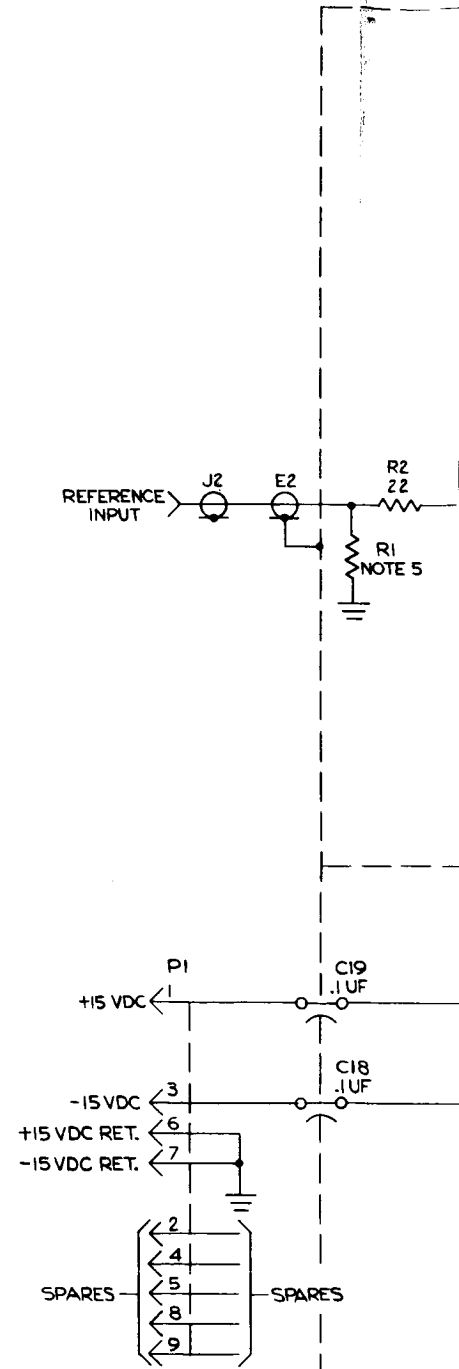 J2
E2
R2
22
REFERENCE
INPUT
R1
NOTE 5
P1
C19
.1 UF
+15 VDC
1
C18
.1 UF
-15 VDC
3
+15 VDC RET.
6
-15 VDC RET.
7
2
4
SPARES
5
SPARES
8
9